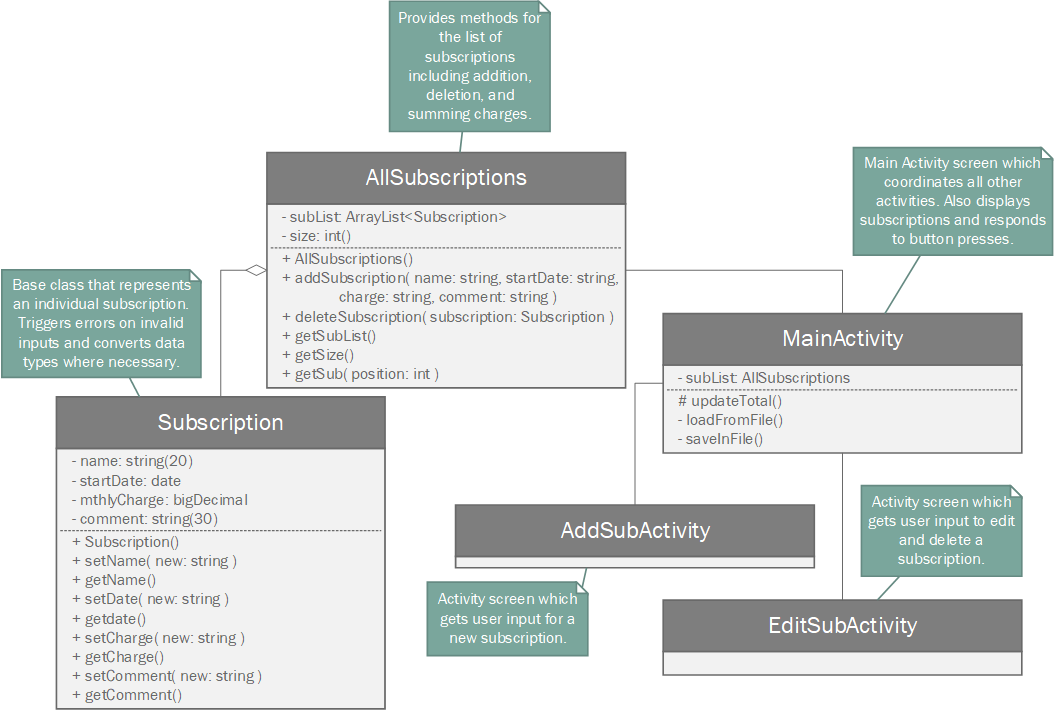 Provides methods for
the list of
subscriptions
including addition,
deletion, and
summing charges.
AllSubscriptions
- subList: ArrayList<Subscription>
- size: int()
+ AllSubscriptions()
+ addSubscription( name: string, startDate: string,
charge: string, comment: string )
+ deleteSubscription( subscription: Subscription )
+ getSubList()
+ getSize()
+ getSub( position: int )
Main Activity screen which
coordinates all other
activities. Also displays
subscriptions and responds
to button presses.
Base class that represents
an individual subscription.
Triggers errors on invalid
inputs and converts data
types where necessary.
MainActivity
- subList: AllSubscriptions
# updateTotal()
- loadFromFile()
- saveInFile()
Subscription
- name: string(20)
- startDate: date
- mthlyCharge: bigDecimal
- comment: string(30)
+ Subscription()
+ setName( new: string )
+ getName()
+ setDate( new: string )
+ getdate()
+ setCharge( new: string )
+ getCharge()
+ setComment( new: string )
+ getComment()
AddSubActivity
Activity screen which
gets user input for a
new subscription.
Activity screen which
gets user input to edit
and delete a
subscription.
EditSubActivity